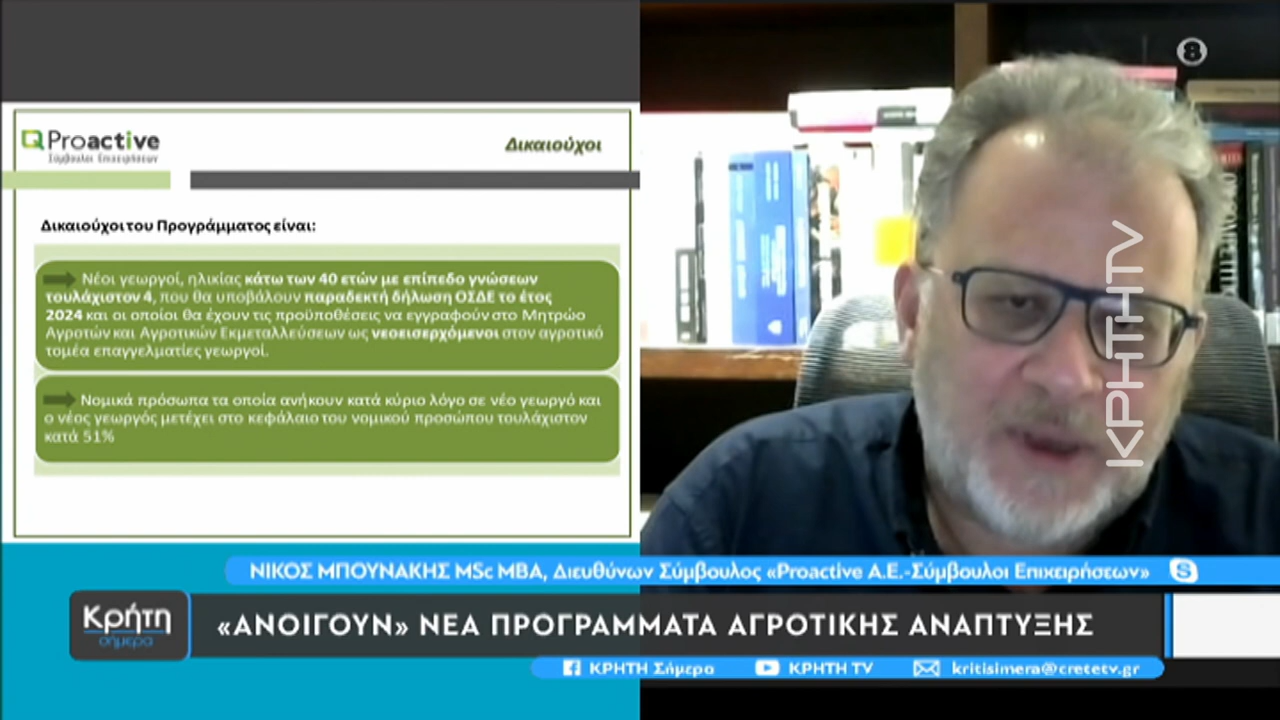 Proactive
Σύμβουλοι Επιχειρήσεων
Δικαιούχοι
Δικαιούχοι του Προγράμματος είναι:
Νέοι γεωργοί, ηλικίας κάτω των 40 ετών με επίπεδο γνώσεων
τουλάχιστον 4, που θα υποβάλουν παραδεκτή δήλωση ΟΣΔΕ το έτος
2024 και οι οποίοι θα έχουν τις προϋποθέσεις να εγγραφούν στο Μητρώο
Αγροτών και Αγροτικών Εκμεταλλεύσεων ως νεοεισερχόμενοι στον αγροτικό
τομέα επαγγελματίες γεωργοί.
Νομικά πρόσωπα τα οποία ανήκουν κατά κύριο λόγο σε νέο γεωργό και
ο νέος γεωργός μετέχει στο κεφάλαιο του νομικού προσώπου τουλάχιστον
κατά 51%
8
ΚΡΗΤΗ TV
ΝΙΚΟΣ ΜΠΟΥΝΑΚΗΣ MSc MBA, Διευθύνων Σύμβουλος «Proactive Α.Ε.-Σύμβουλοι Επιχειρήσεων»
Κρήτη
σήμερα
«ΑΝΟΙΓΟΥΝ» ΝΕΑ ΠΡΟΓΡΑΜΜΑΤΑ ΑΓΡΟΤΙΚΗΣ ΑΝΑΠΤΥΞΗΣ
ΚΡΗΤΗ Σήμερα ΚΡΗΤΗ TV kritisimera@cretetv.gr